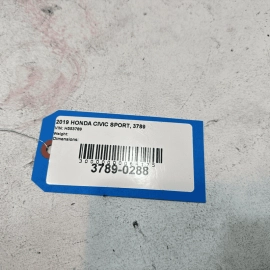 2019 HONDA CIVIC SPORT, 3789
VIN: H503789
Weight:
Dimensions:
3789-0288